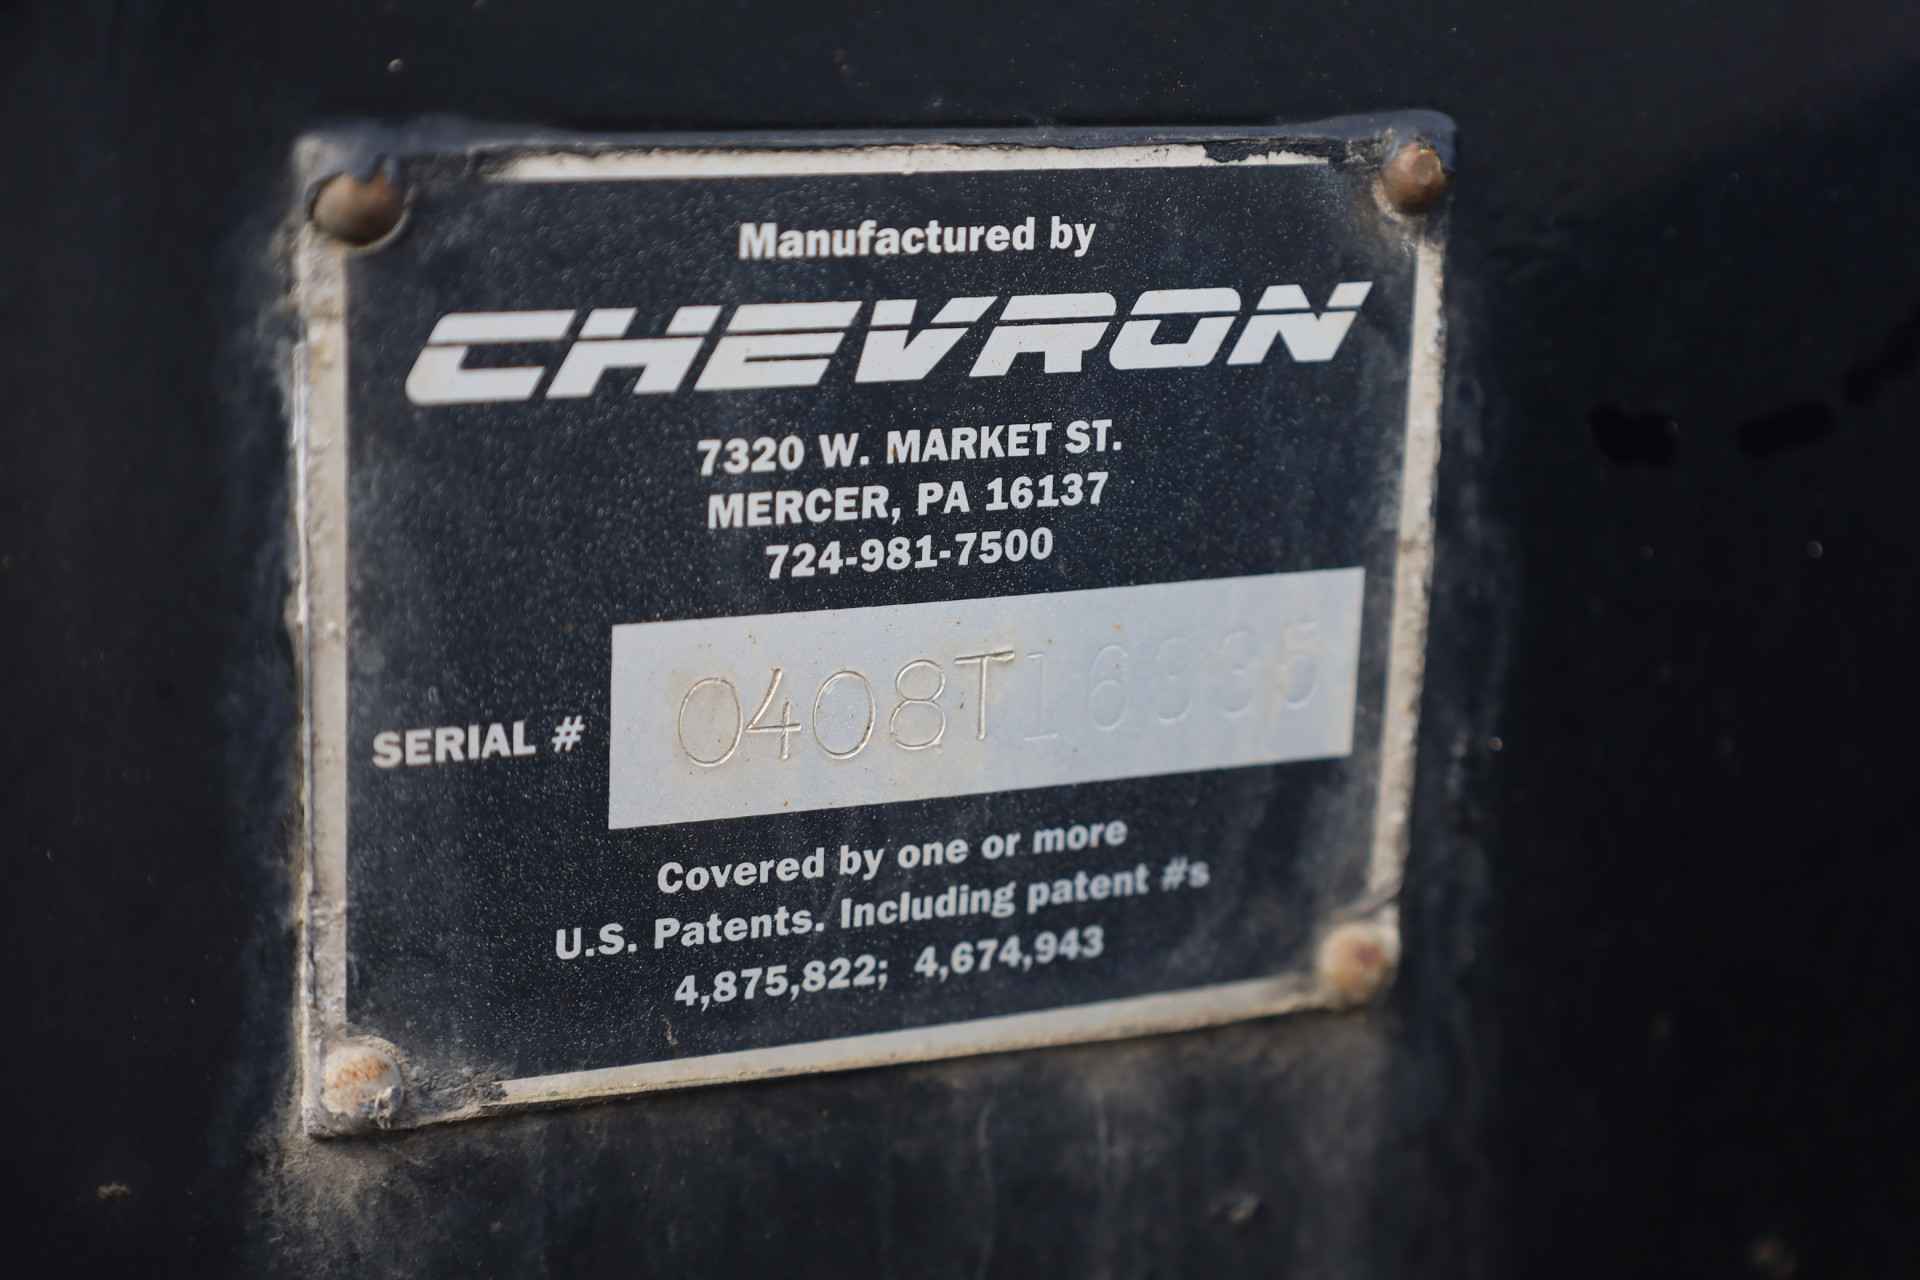 Manufactured by
CHEVRON
7320 W. MARKET ST.
MERCER, PA 16137
724-981-7500
SERIAL #
Covered by one or more
U.S. Patents. Including patent #s
4,875,822; 4,674,943